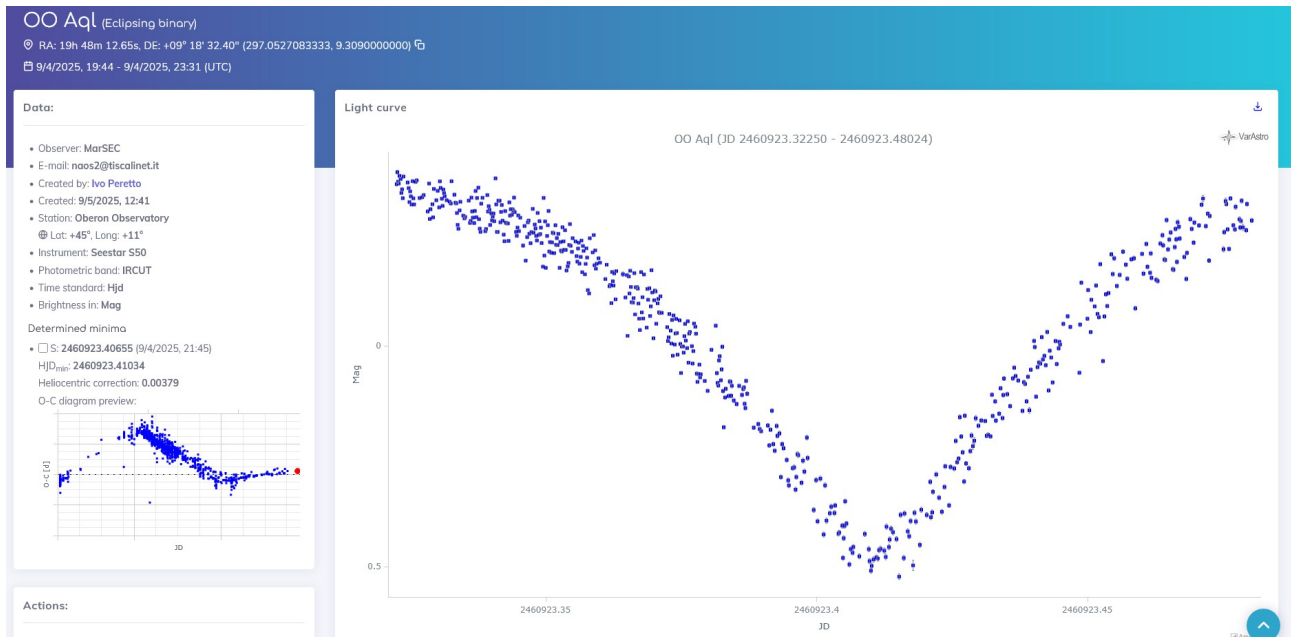 OO Aql (Eclipsing binary)
RA: 19h 48m 12.65s, DE: +09° 18' 32.40" (297.0527083333, 9.3090000000)
9/4/2025, 19:44 - 9/4/2025, 23:31 (UTC)
Data:
• Observer: MarSEC
• E-mail: naos2@tiscalinet.it
• Created by: Ivo Peretto
• Created: 9/5/2025, 12:41
• Station: Oberon Observatory
Lat: +45°, Long: +11°
• Instrument: Seestar S50
• Photometric band: IRCUT
• Time standard: Hjd
• Brightness in: Mag
Determined minima
• S: 2460923.40655 (9/4/2025, 21:45)
HJDmin: 2460923.41034
Heliocentric correction: 0.00379
O-C diagram preview:
O-C [d]
JD
Actions:
Light curve
OO Aql (JD 2460923.32250 - 2460923.48024)
VarAstro
Mag
0
0.5
2460923.35
2460923.4
2460923.45
JD